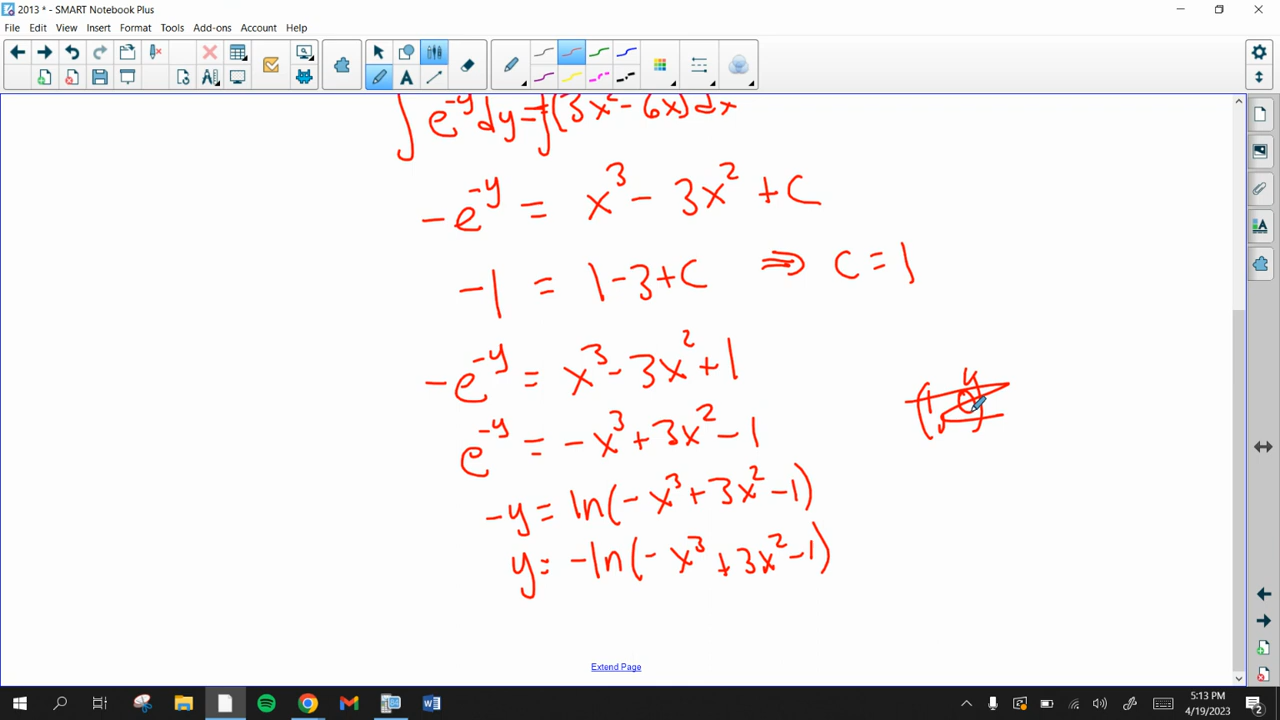 2013 * - SMART Notebook Plus
File Edit View Insert Format Tools Add-ons Account Help
∫ e^{-y} dy = ∫ (3x² - 6x) dx
-e^{-y} = x³ - 3x² + C
-1 = 1 - 3 + C ⇒ C = 1
-e^{-y} = x³ - 3x² + 1
e^{-y} = -x³ + 3x² - 1
-y = ln(-x³ + 3x² - 1)
y = -ln(-x³ + 3x² - 1)
Extend Page
5:13 PM
4/19/2023
2